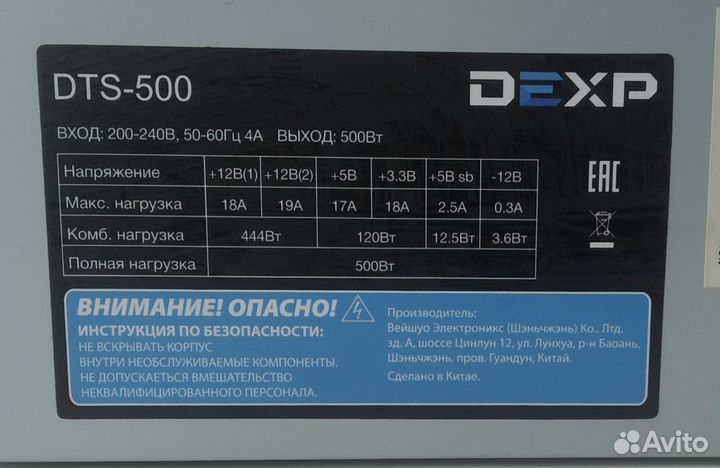 DTS-500
DEXP
ВХОД: 200-240В, 50-60Гц 4А ВЫХОД: 500Вт
Напряжение +12В(1) +12В(2) +5В +3.3В +5В sb -12В
Макс. нагрузка 18А 19А 17А 18А 2.5А 0.3А
Комб. нагрузка 444Вт 120Вт 12.5Вт 3.6Вт
Полная нагрузка 500Вт
EAC
ВНИМАНИЕ! ОПАСНО!
ИНСТРУКЦИЯ ПО БЕЗОПАСНОСТИ:
НЕ ВСКРЫВАТЬ КОРПУС
ВНУТРИ НЕОБСЛУЖИВАЕМЫЕ КОМПОНЕНТЫ.
НЕ ДОПУСКАЕТСЯ ВМЕШАТЕЛЬСТВО
НЕКВАЛИФИЦИРОВАННОГО ПЕРСОНАЛА.
Производитель:
Вейшуо Электроникс (Шэньчжэнь) Ко., Лтд.
зд. А, шоссе Цинлун 12, ул. Лунхуа, р-н Баоань,
Шэньчжэнь, пров. Гуандун, Китай.
Сделано в Китае.
Avito